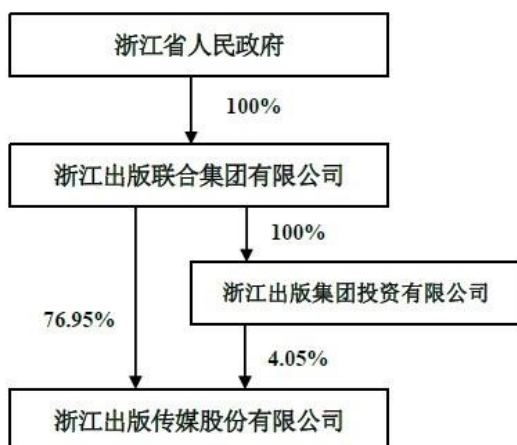 浙江省人民政府
100%
浙江出版联合集团有限公司
100%
浙江出版集团投资有限公司
76.95%
4.05%
浙江出版传媒股份有限公司